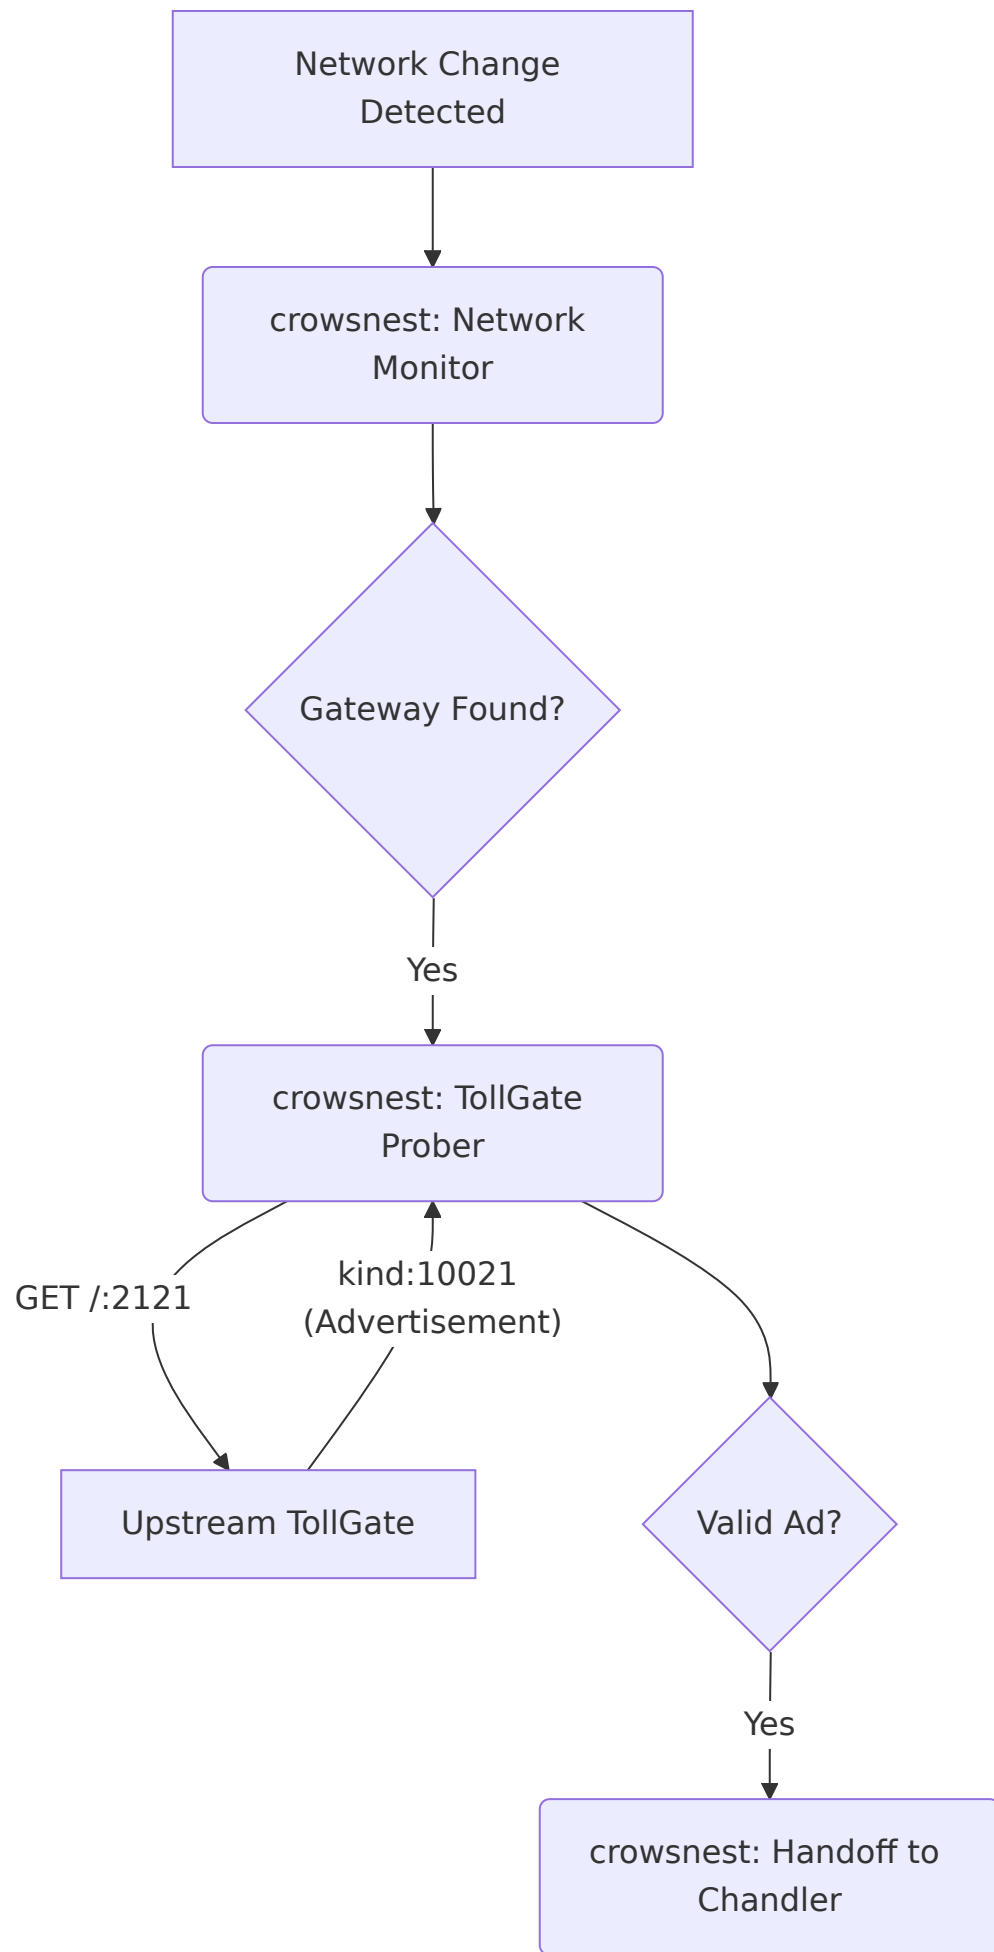 Network Change
Detected
crowsnest: Network
Monitor
Gateway Found?
Yes
crowsnest: TollGate
Prober
GET /:2121
kind:10021
(Advertisement)
Upstream TollGate
Valid Ad?
Yes
crowsnest: Handoff to
Chandler